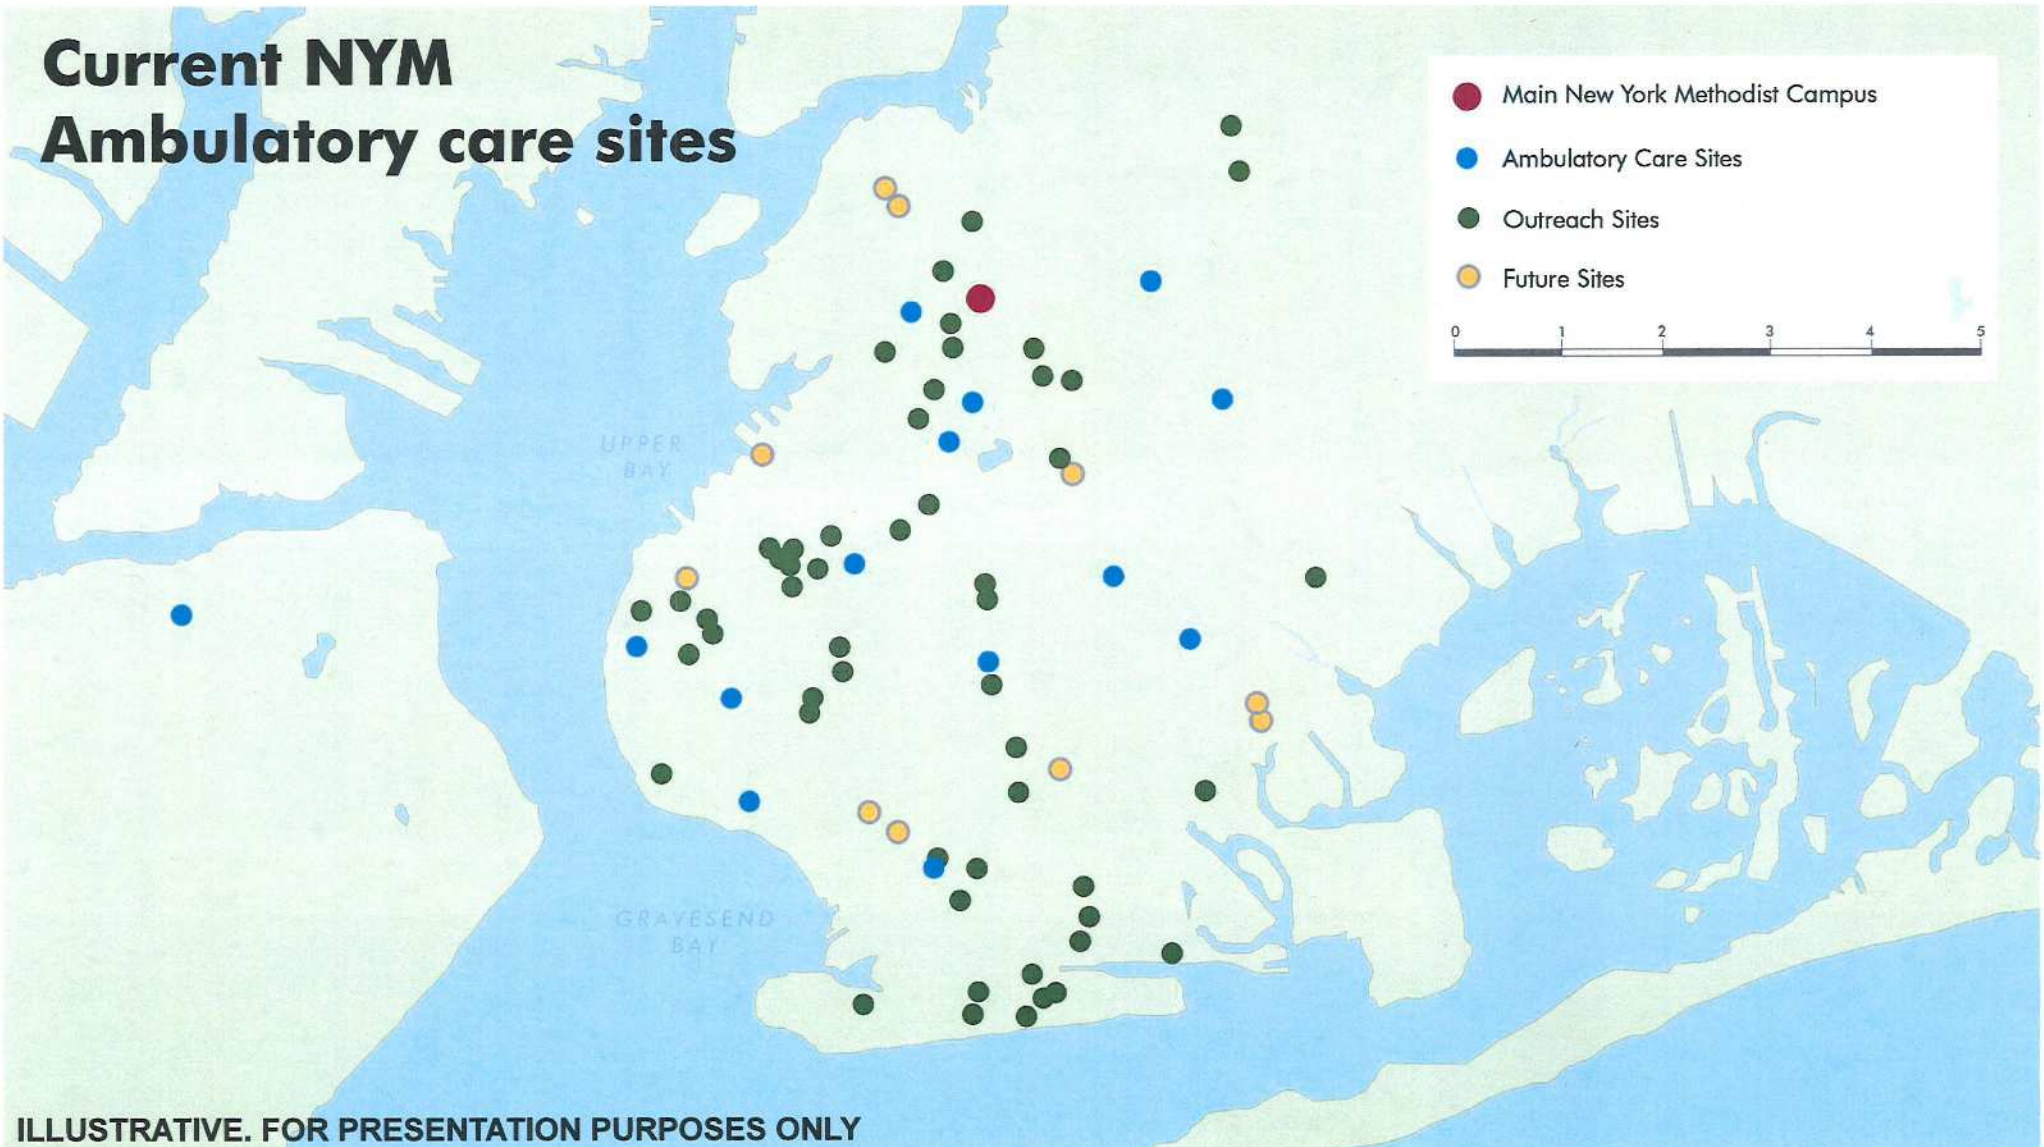 Current NYM
Ambulatory care sites
Main New York Methodist Campus
Ambulatory Care Sites
Outreach Sites
Future Sites
0 1 2 3 4 5
UPPER
BAY
GRAVESEND
BAY
ILLUSTRATIVE. FOR PRESENTATION PURPOSES ONLY